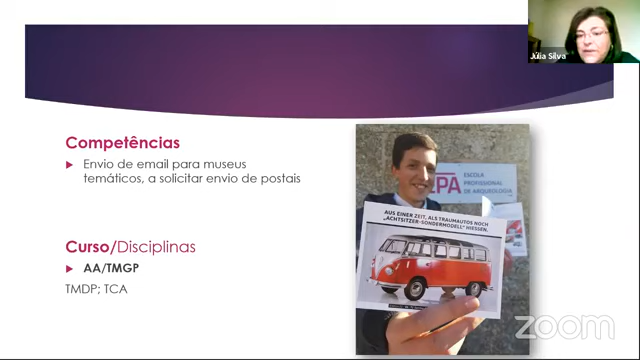 Júlia Silva
Competências
Envio de email para museus
temáticos, a solicitar envio de postais
Curso/Disciplinas
AA/TMGP
TMDP; TCA
EPA
ESCOLA
PROFISSIONAL
DE ARQUEOLOGIA
AUS EINER ZEIT, ALS TRAUMAUTOS NOCH
„ACHTSITZER-SONDERMODELL" HIESSEN.
zoom